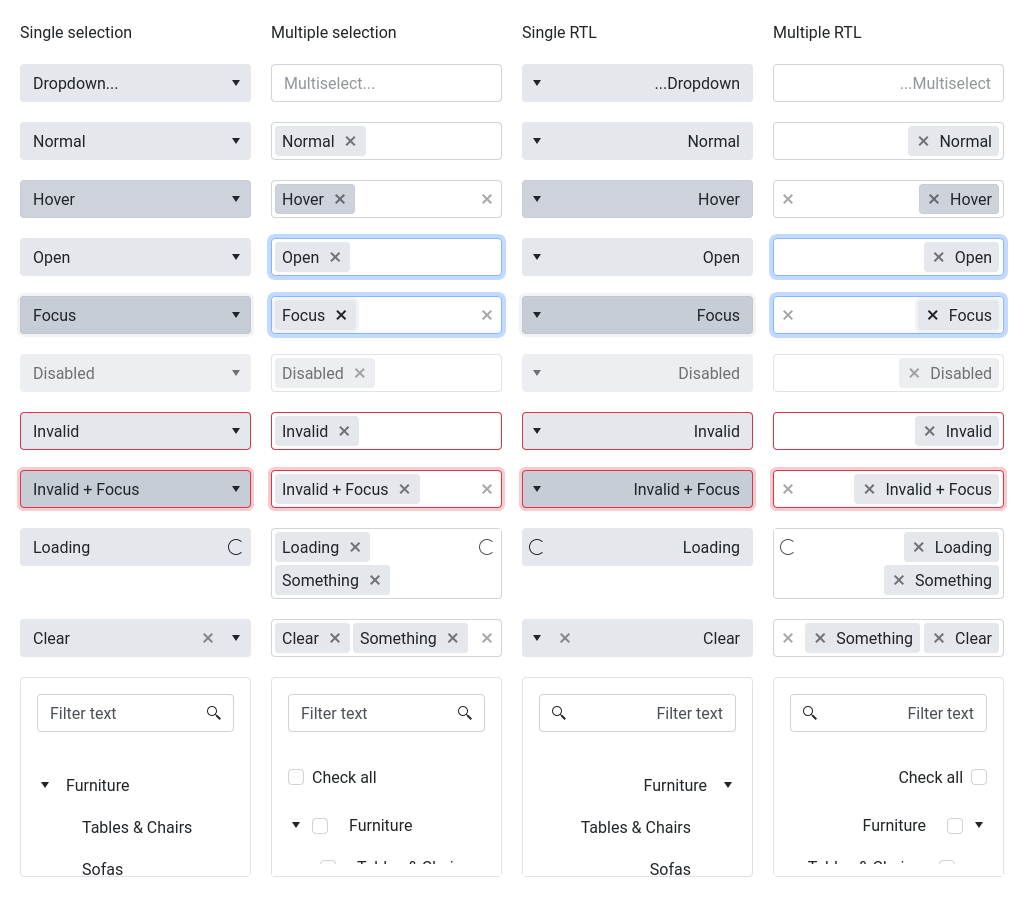 Single selection Multiple selection Single RTL Multiple RTL
Dropdown... Multiselect... ...Dropdown ...Multiselect
Normal Normal Normal Normal
Hover Hover Hover Hover
Open Open Open Open
Focus Focus Focus Focus
Disabled Disabled Disabled Disabled
Invalid Invalid Invalid Invalid
Invalid + Focus Invalid + Focus Invalid + Focus Invalid + Focus
Loading Loading Loading Loading
Something Something
Clear Clear Something Clear Something Clear
Filter text Filter text Filter text Filter text
Check all Check all
Furniture Furniture Furniture Furniture
Tables & Chairs Tables & Chairs
Sofas Sofas